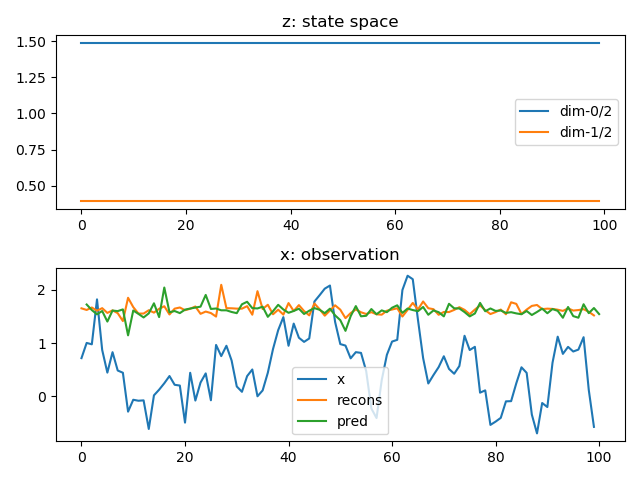 z: state space
1.50
1.25
1.00
0.75
0.50
dim-0/2
dim-1/2
0 20 40 60 80 100
x: observation
2
1
0
x
recons
pred
0 20 40 60 80 100